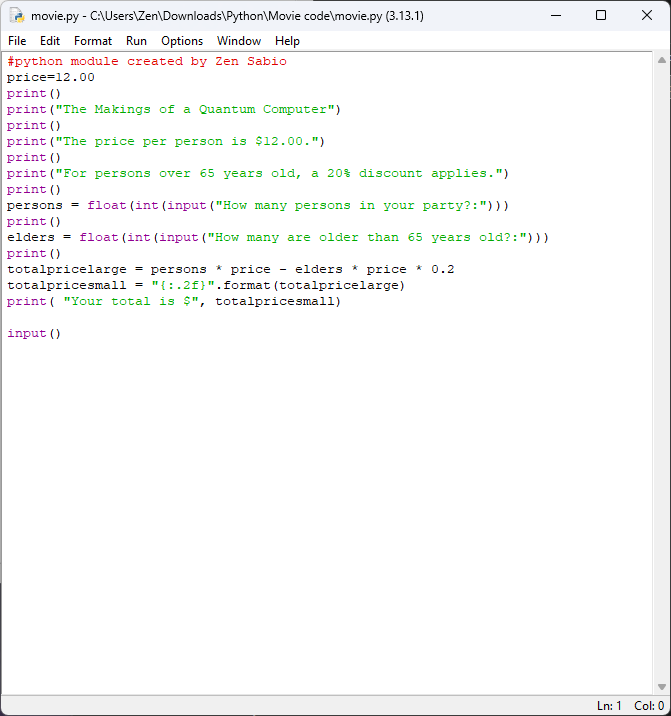 movie.py - C:\Users\Zen\Downloads\Python\Movie code\movie.py (3.13.1)
File Edit Format Run Options Window Help
#python module created by Zen Sabio
price=12.00
print()
print("The Makings of a Quantum Computer")
print()
print("The price per person is $12.00.")
print()
print("For persons over 65 years old, a 20% discount applies.")
print()
persons = float(int(input("How many persons in your party?:")))
print()
elders = float(int(input("How many are older than 65 years old?:")))
print()
totalpricelarge = persons * price - elders * price * 0.2
totalpricesmall = "{:.2f}".format(totalpricelarge)
print( "Your total is $", totalpricesmall)

input()
Ln: 1 Col: 0